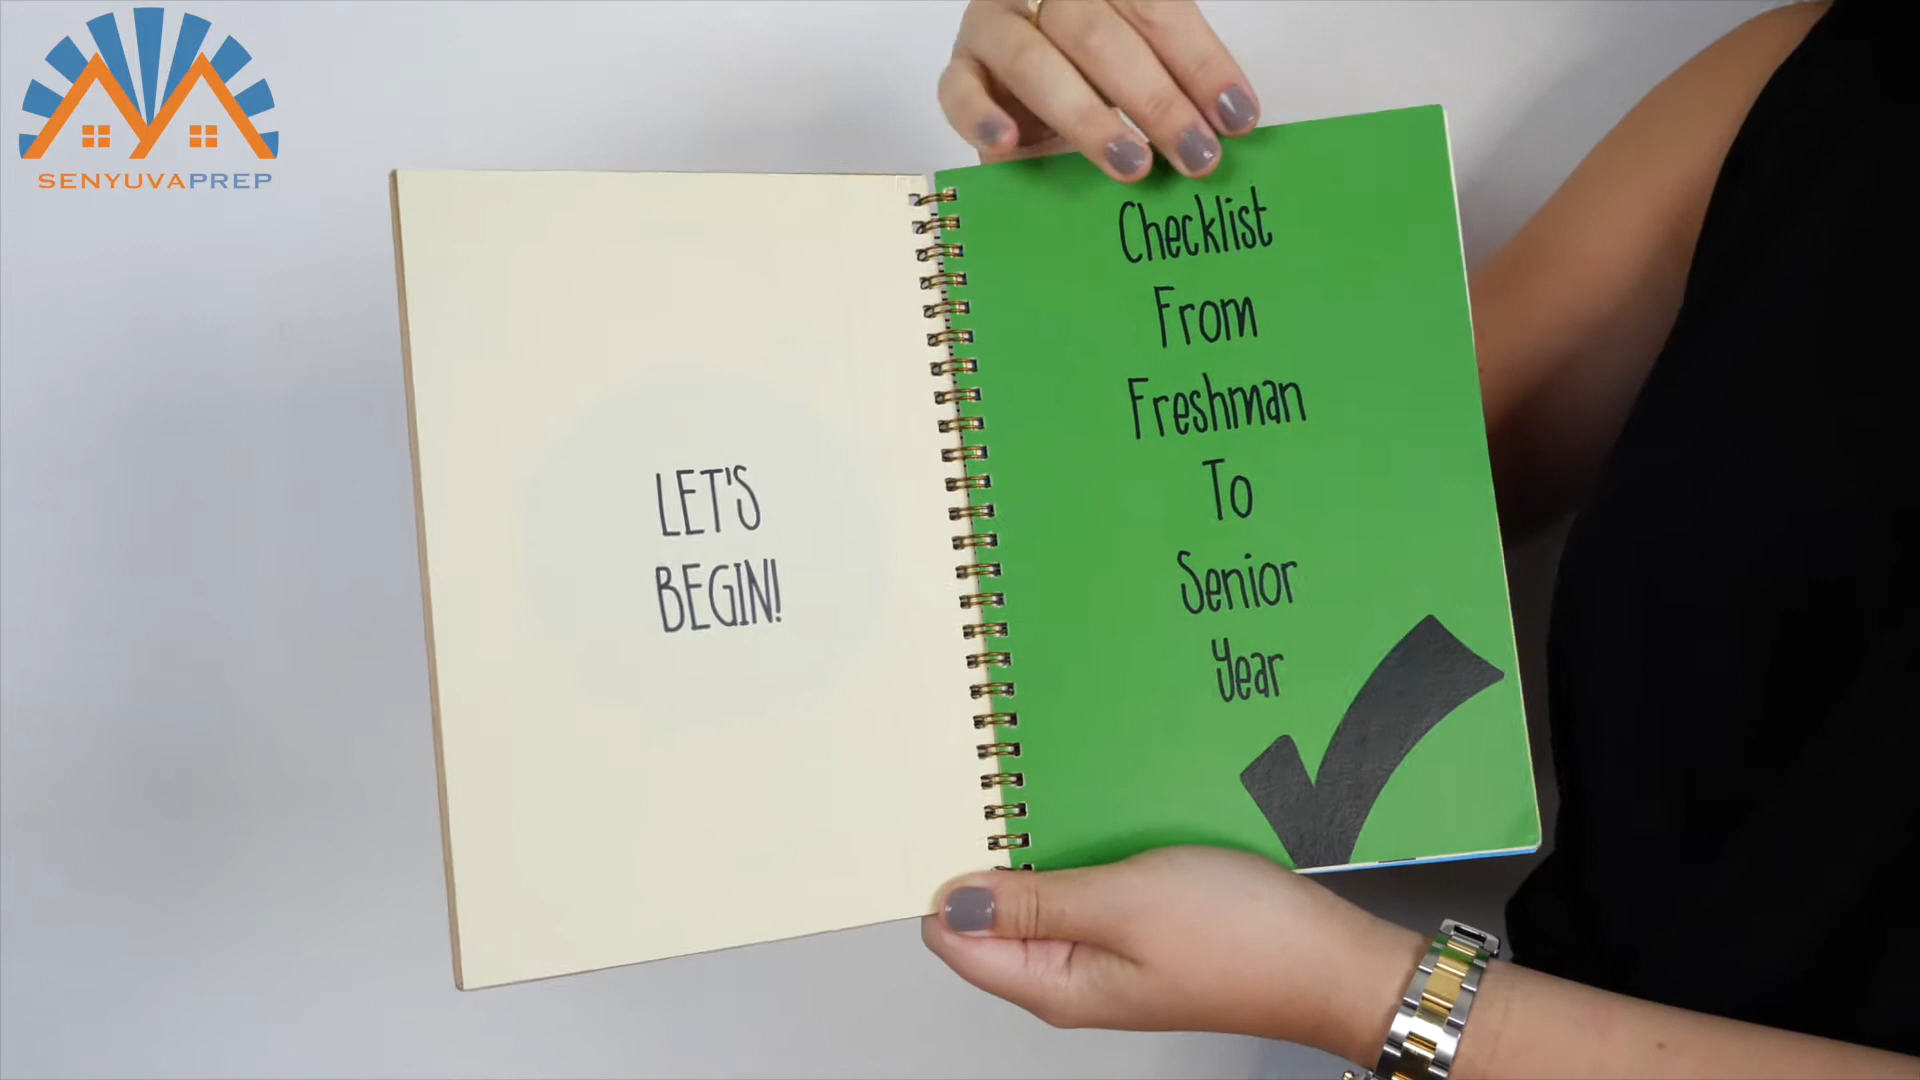 SENYUVAPREP
LET'S
BEGIN!
Checklist
From
Freshman
To
Senior
Year